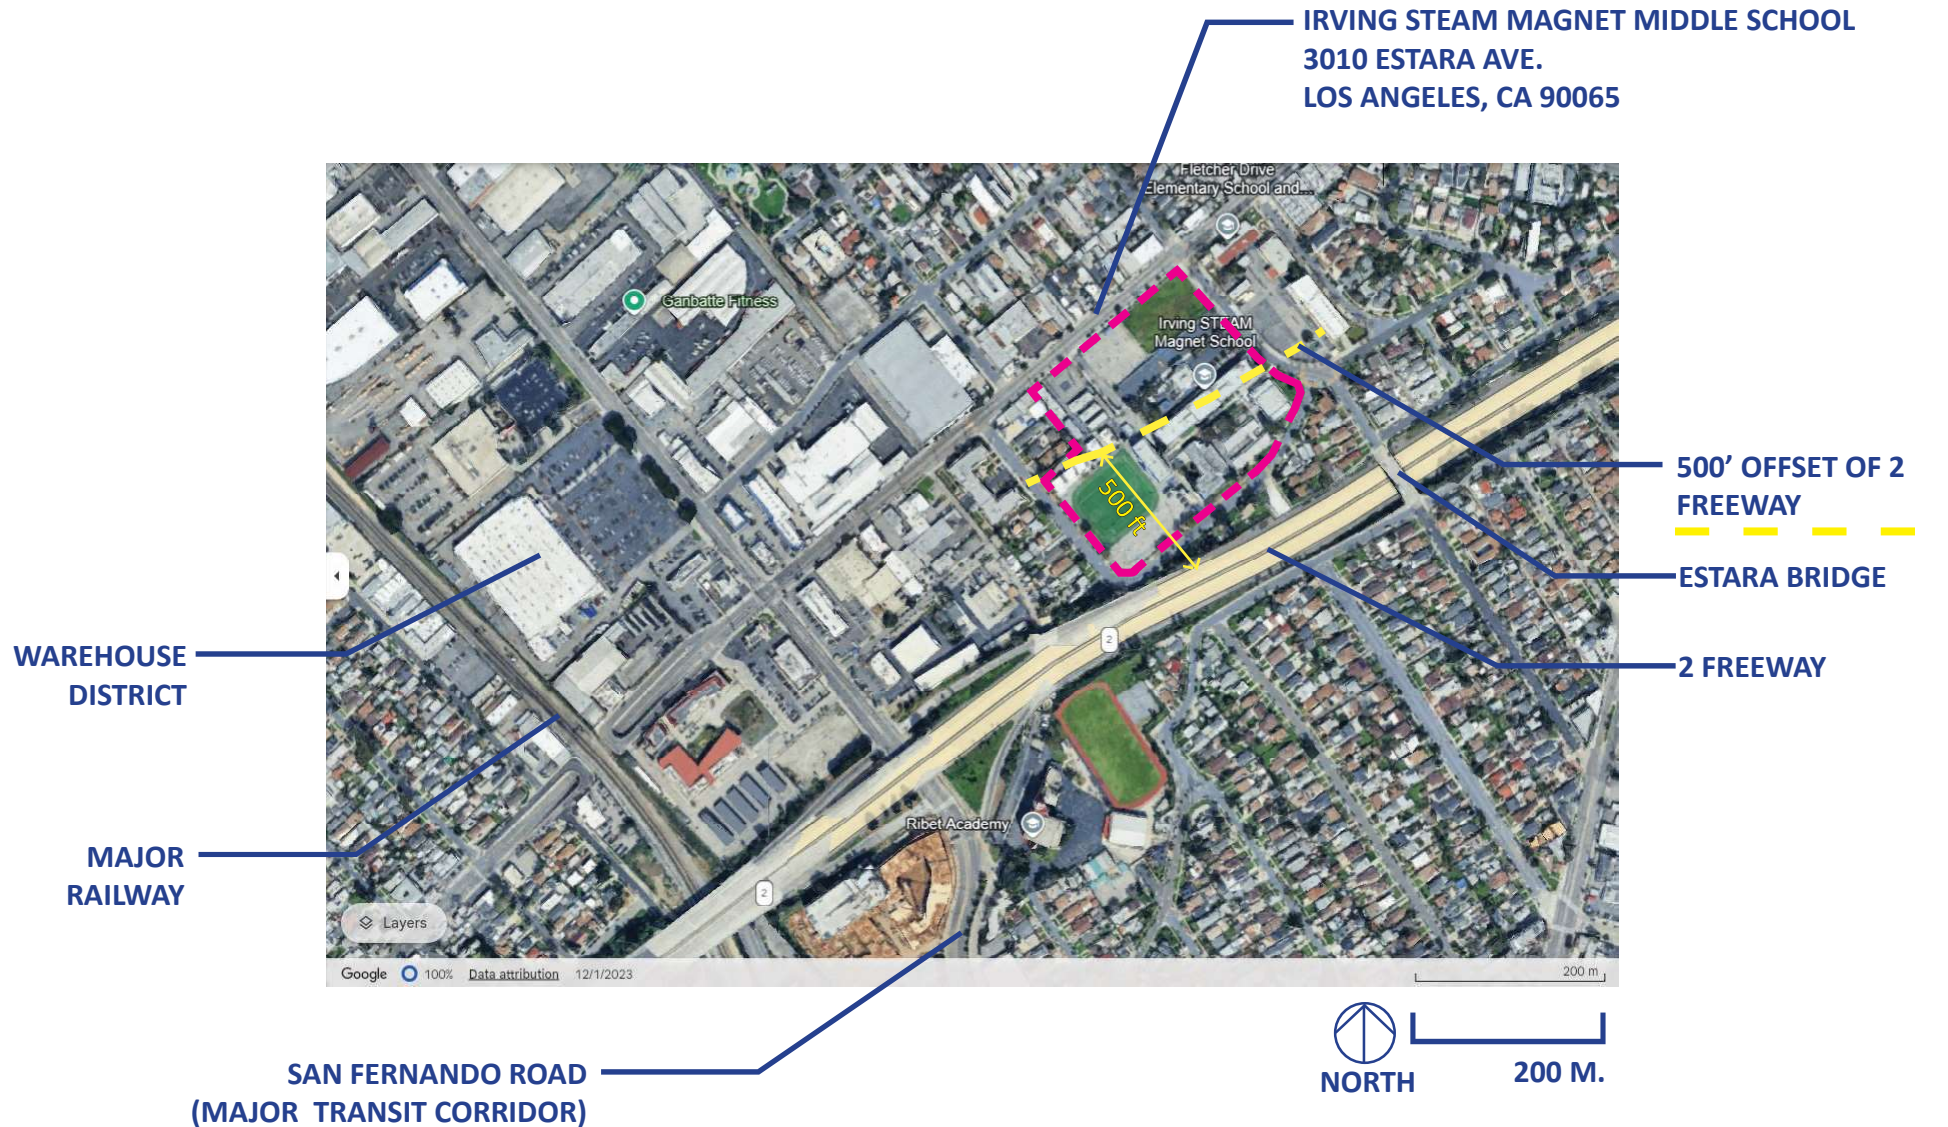 IRVING STEAM MAGNET MIDDLE SCHOOL
3010 ESTARA AVE.
LOS ANGELES, CA 90065
Fletcher Drive
Elementary School and...
Ganbatte Fitness
Irving STEAM
Magnet School
500 ft
500' OFFSET OF 2
FREEWAY
ESTARA BRIDGE
2
2 FREEWAY
WAREHOUSE
DISTRICT
Ribet Academy
MAJOR
RAILWAY
2
Layers
Google 100% Data attribution 12/1/2023
200 m
NORTH
200 M.
SAN FERNANDO ROAD
(MAJOR TRANSIT CORRIDOR)